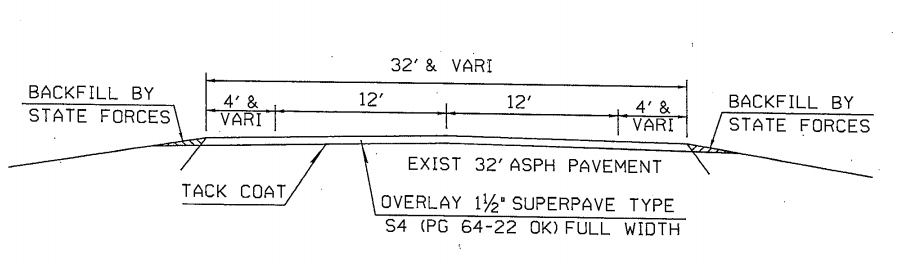 32' & VARI
BACKFILL BY
STATE FORCES
4' &
VARI
12'
12'
4' &
VARI
BACKFILL BY
STATE FORCES
EXIST 32' ASPH PAVEMENT
TACK COAT
OVERLAY 1½" SUPERPAVE TYPE
S4 (PG 64-22 OK) FULL WIDTH